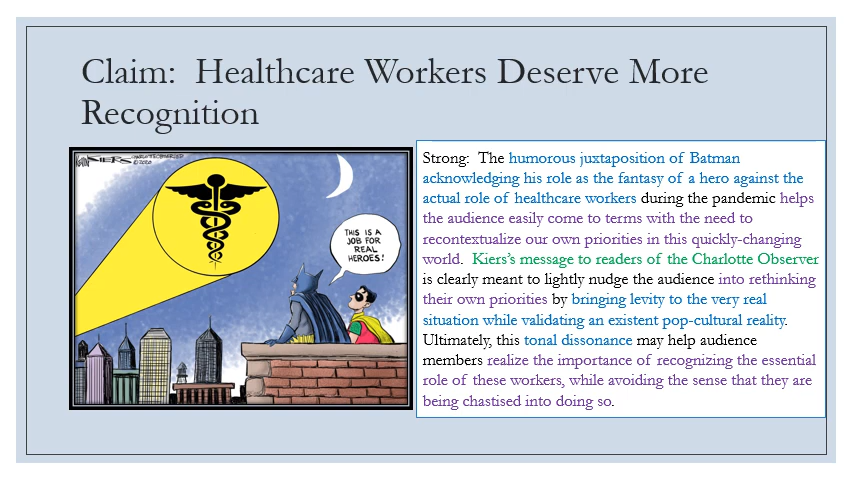 Claim:  Healthcare Workers Deserve More
Recognition
KIERS
©2020
THIS IS A
JOB FOR
REAL
HEROES!
Strong:  The humorous juxtaposition of Batman
acknowledging his role as the fantasy of a hero against the
actual role of healthcare workers during the pandemic helps
the audience easily come to terms with the need to
recontextualize our own priorities in this quickly-changing
world.  Kiers’s message to readers of the Charlotte Observer
is clearly meant to lightly nudge the audience into rethinking
their own priorities by bringing levity to the very real
situation while validating an existent pop-cultural reality.
Ultimately, this tonal dissonance may help audience
members realize the importance of recognizing the essential
role of these workers, while avoiding the sense that they are
being chastised into doing so.